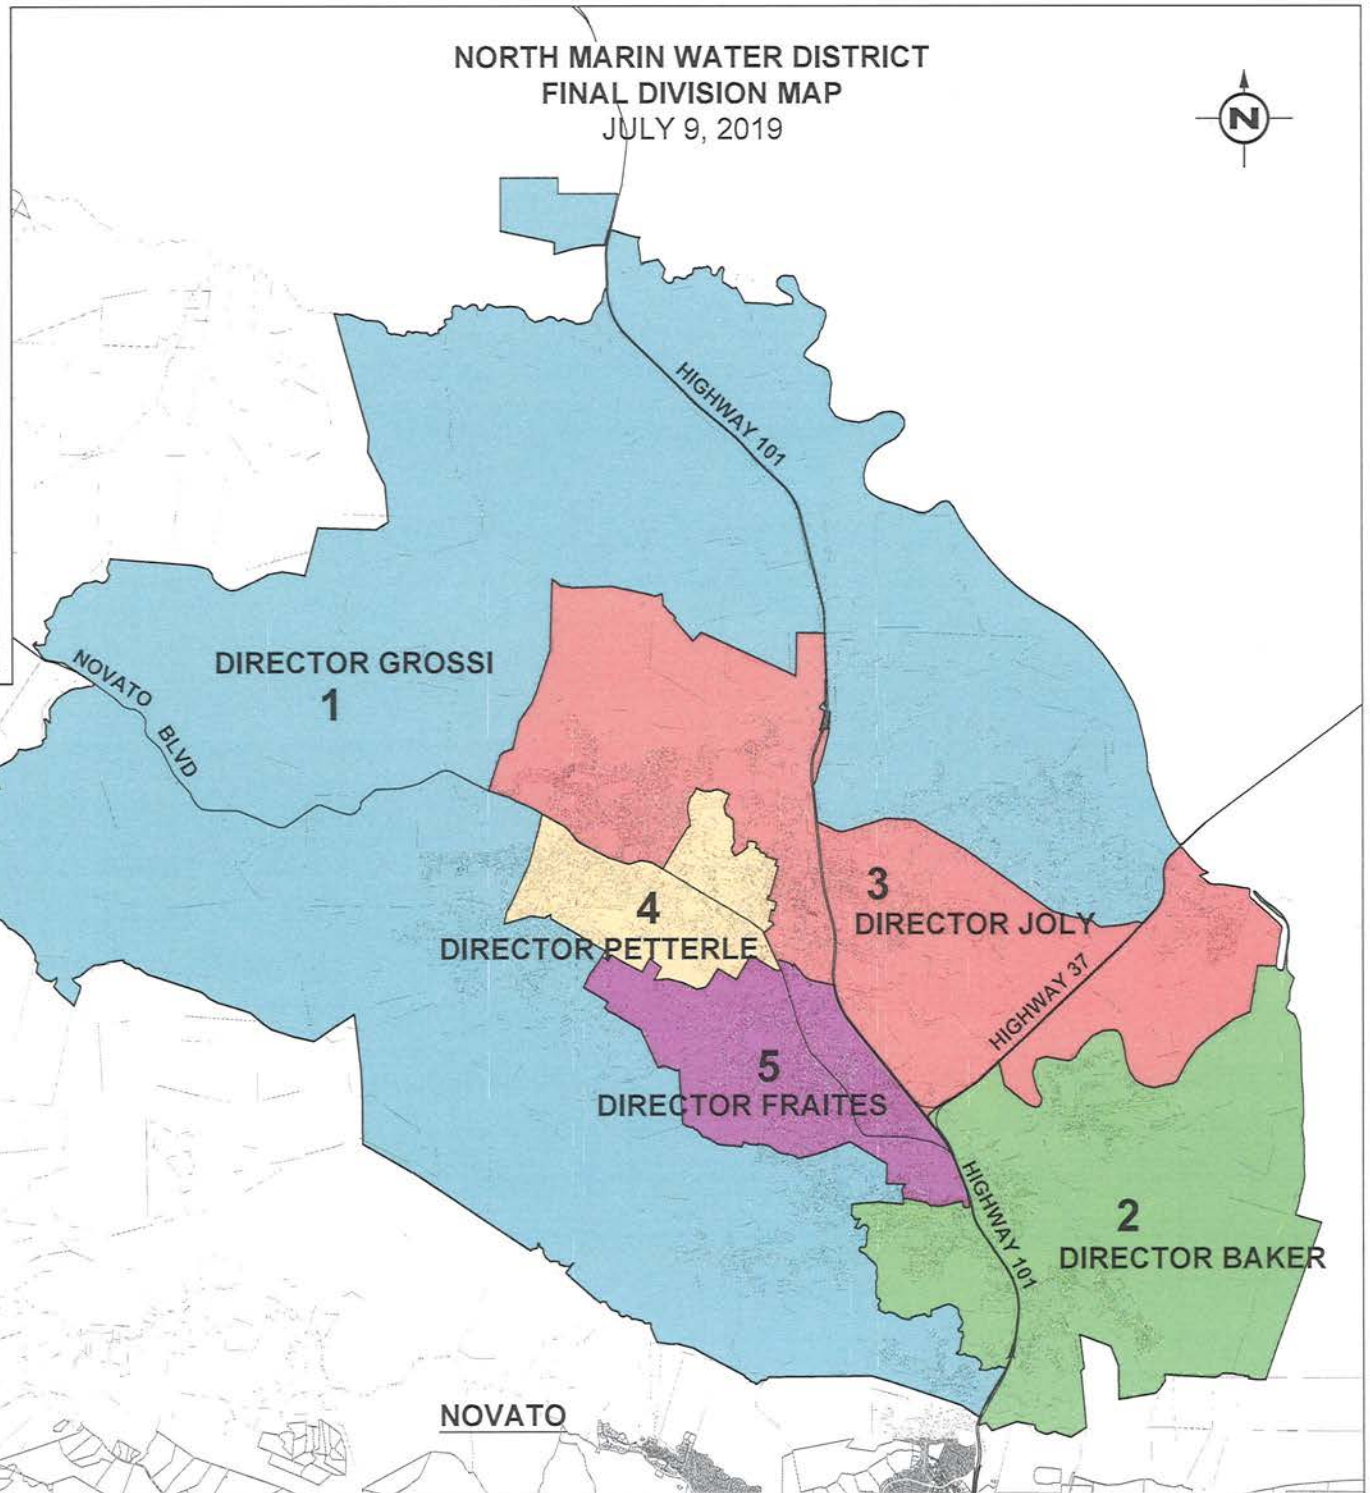 NORTH MARIN WATER DISTRICT
FINAL DIVISION MAP
JULY 9, 2019
N
HIGHWAY 101
DIRECTOR GROSSI
1
NOVATO
BLVD
3
DIRECTOR JOLY
4
DIRECTOR PETTERLE
HIGHWAY 37
5
DIRECTOR FRAITES
HIGHWAY 101
2
DIRECTOR BAKER
NOVATO